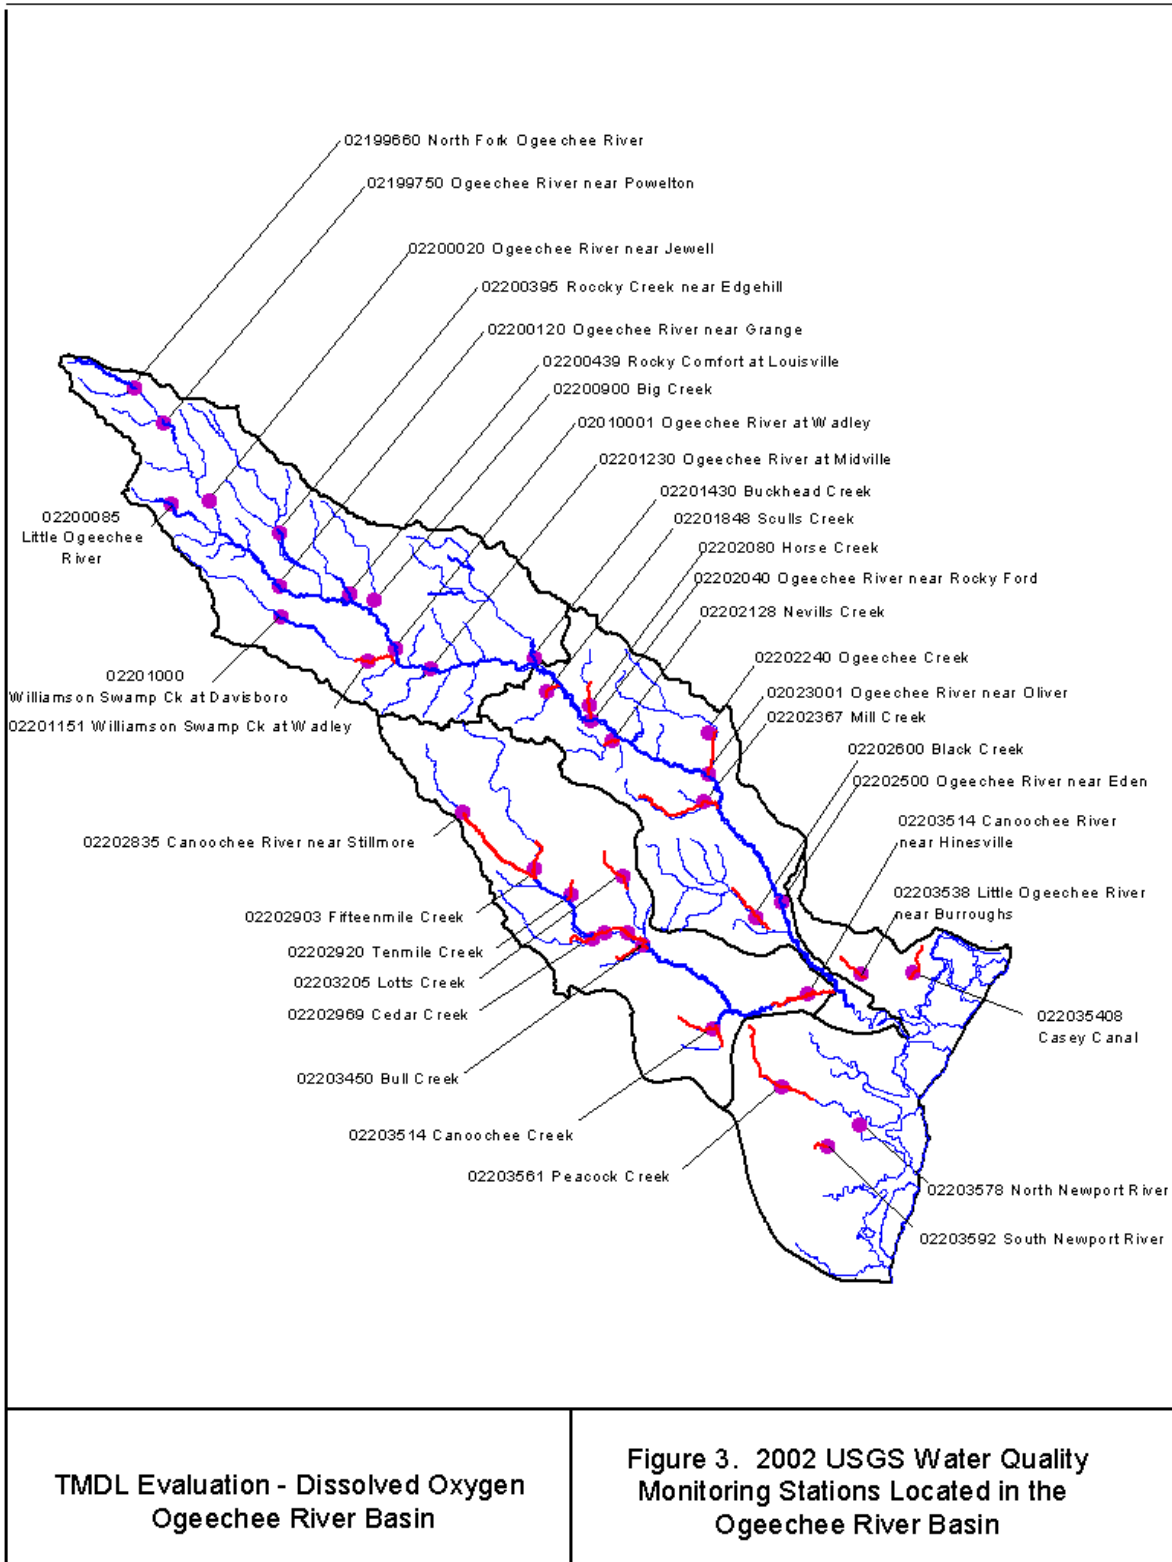 02199660 North Fork Ogeechee River
02199750 Ogeechee River near Powelton
02200020 Ogeechee River near Jewell
02200395 Roccky Creek near Edgehill
02200120 Ogeechee River near Grange
02200439 Rocky Comfort at Louisville
02200900 Big Creek
02010001 Ogeechee River at Wadley
02201230 Ogeechee River at Midville
02201430 Buckhead Creek
02201848 Sculls Creek
02202080 Horse Creek
02202040 Ogeechee River near Rocky Ford
02202128 Nevills Creek
02202240 Ogeechee Creek
02023001 Ogeechee River near Oliver
02202367 Mill Creek
02202600 Black Creek
02202500 Ogeechee River near Eden
02203514 Canoochee River
near Hinesville
02203538 Little Ogeechee River
near Burroughs
022035408
Casey Canal
02200085
Little Ogeechee
River
02201000
Williamson Swamp Ck at Davisboro
02201151 Williamson Swamp Ck at Wadley
02202835 Canoochee River near Stillmore
02202903 Fifteenmile Creek
02202920 Tenmile Creek
02203205 Lotts Creek
02202969 Cedar Creek
02203450 Bull Creek
02203514 Canoochee Creek
02203561 Peacock Creek
02203578 North Newport River
02203592 South Newport River
TMDL Evaluation - Dissolved Oxygen
Ogeechee River Basin
Figure 3. 2002 USGS Water Quality
Monitoring Stations Located in the
Ogeechee River Basin